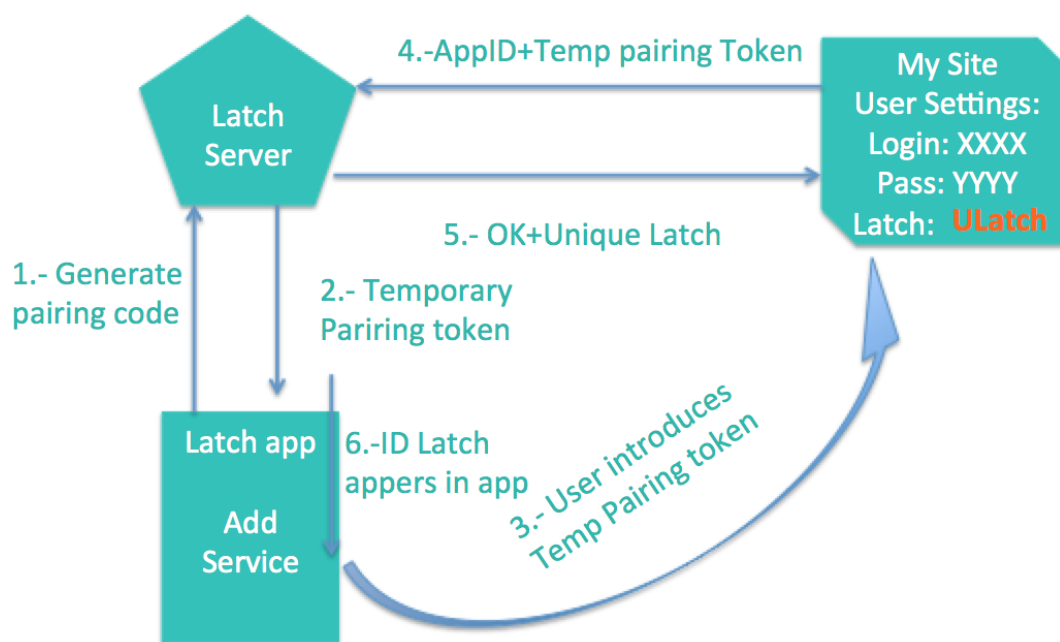 4.-AppID+Temp pairing Token
My Site
User Settings:
Login: XXXX
Pass: YYYY
Latch: ULatch
Latch
Server
5.- OK+Unique Latch
1.- Generate
pairing code
2.- Temporary
Pariring token
Latch app
Add
Service
6.-ID Latch
appers in app
3.- User introduces
Temp Pairing token